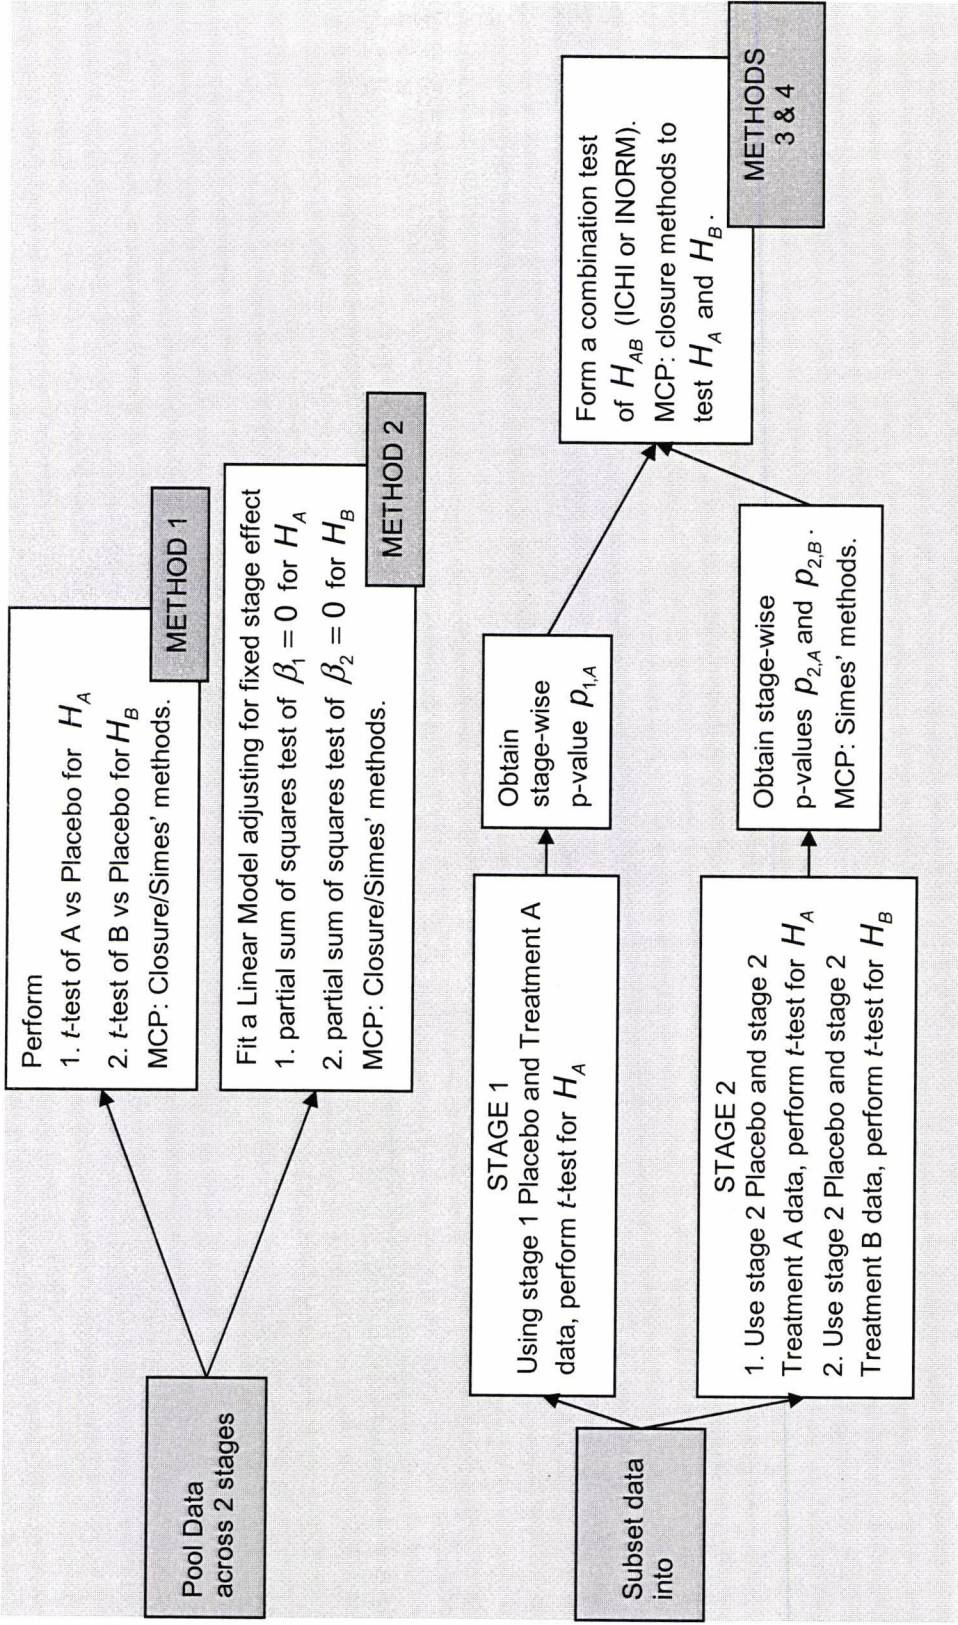 Pool Data
across 2 stages
Perform
1. t-test of A vs Placebo for H_A
2. t-test of B vs Placebo for H_B
MCP: Closure/Simes' methods.
METHOD 1
Fit a Linear Model adjusting for fixed stage effect
1. partial sum of squares test of β₁ = 0 for H_A
2. partial sum of squares test of β₂ = 0 for H_B
MCP: Closure/Simes' methods.
METHOD 2
Subset data
into
STAGE 1
Using stage 1 Placebo and Treatment A
data, perform t-test for H_A
Obtain
stage-wise
p-value p_{1,A}
STAGE 2
1. Use stage 2 Placebo and stage 2
Treatment A data, perform t-test for H_A
2. Use stage 2 Placebo and stage 2
Treatment B data, perform t-test for H_B
Obtain stage-wise
p-values p_{2,A} and p_{2,B}.
MCP: Simes' methods.
Form a combination test
of H_{AB} (ICHI or INORM).
MCP: closure methods to
test H_A and H_B.
METHODS
3 & 4